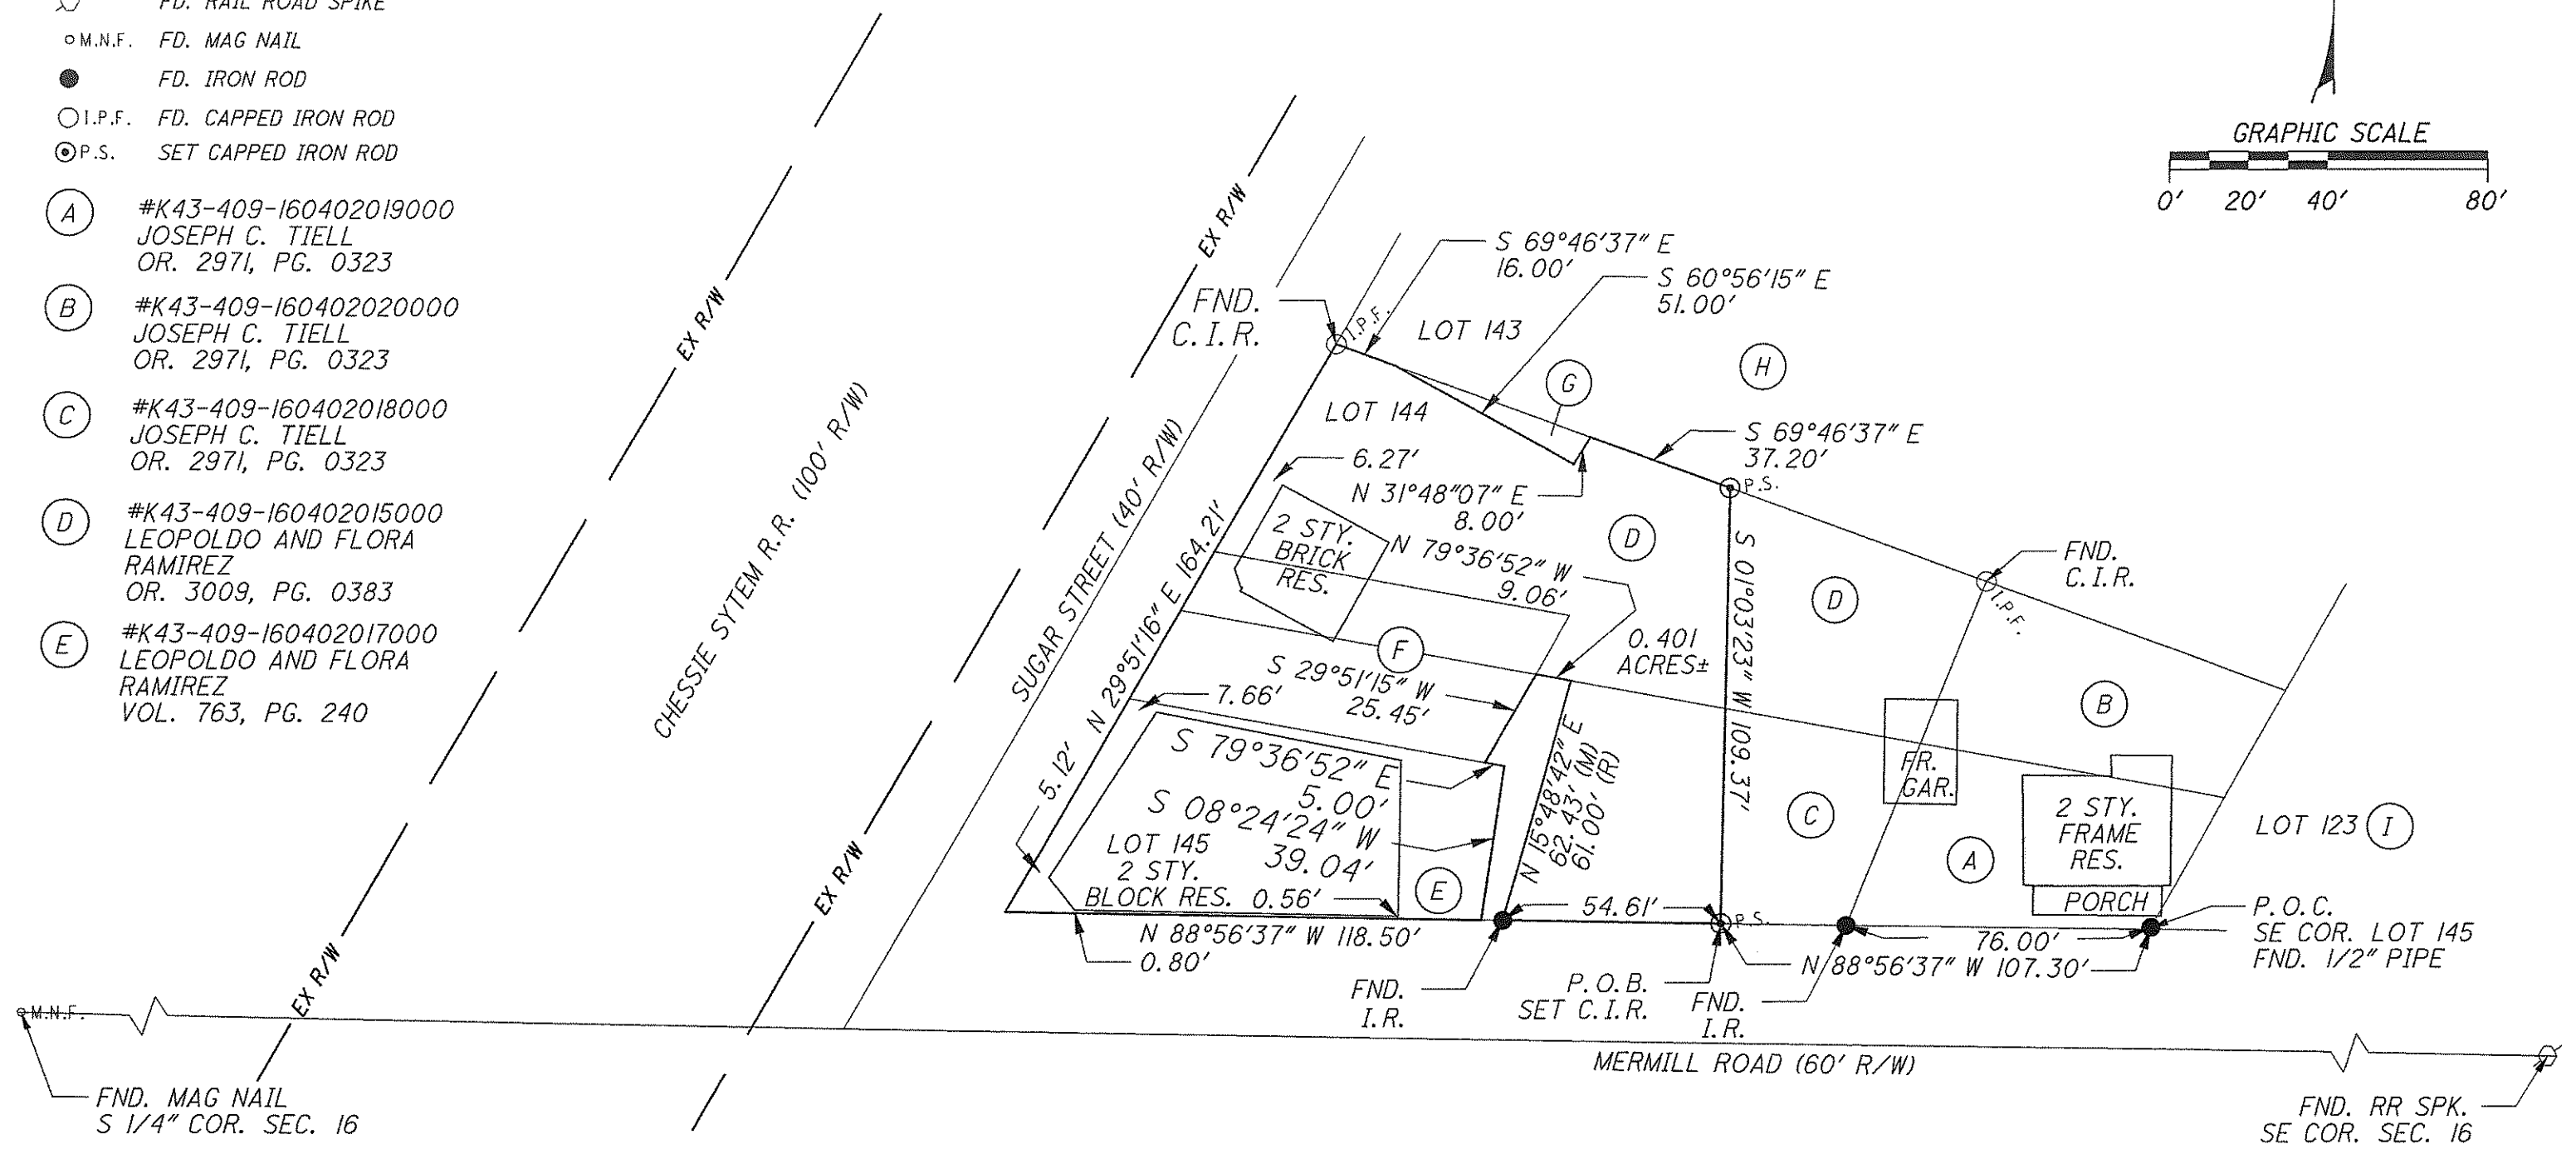 FD. RAIL ROAD SPIKE
M.N.F. FD. MAG NAIL
FD. IRON ROD
I.P.F. FD. CAPPED IRON ROD
P.S. SET CAPPED IRON ROD
A
#K43-409-160402019000
JOSEPH C. TIELL
OR. 2971, PG. 0323
B
#K43-409-160402020000
JOSEPH C. TIELL
OR. 2971, PG. 0323
C
#K43-409-160402018000
JOSEPH C. TIELL
OR. 2971, PG. 0323
D
#K43-409-160402015000
LEOPOLDO AND FLORA
RAMIREZ
OR. 3009, PG. 0383
E
#K43-409-160402017000
LEOPOLDO AND FLORA
RAMIREZ
VOL. 763, PG. 240
GRAPHIC SCALE
0' 20' 40' 80'
EX R/W
EX R/W
EX R/W
EX R/W
CHESSIE SYTEM R.R. (100' R/W)
SUGAR STREET (40' R/W)
FND.
C.I.R.
I.P.F.
S 69°46'37" E
16.00'
S 60°56'15" E
51.00'
LOT 143
G
H
LOT 144
S 69°46'37" E
37.20'
6.27'
N 31°48'07" E
8.00'
P.S.
2 STY.
BRICK
RES.
N 79°36'52" W
9.06'
D
D
FND.
C.I.R.
I.P.F.
N 29°51'16" E 164.21'
F
0.401
ACRES±
S 01°03'23" W 109.37'
S 29°51'15" W
25.45'
7.66'
5.12'
S 79°36'52" E
5.00'
S 08°24'24" W
39.04'
LOT 145
2 STY.
BLOCK RES. 0.56'
E
N 15°48'42" E
62.43' (M)
61.00' (R)
B
FR.
GAR.
C
A
2 STY.
FRAME
RES.
PORCH
LOT 123 I
54.61'
P.S.
N 88°56'37" W 118.50'
0.80'
76.00'
N 88°56'37" W 107.30'
P.O.C.
SE COR. LOT 145
FND. 1/2" PIPE
FND.
I.R.
P.O.B.
SET C.I.R.
FND.
I.R.
M.N.F.
MERMILL ROAD (60' R/W)
FND. MAG NAIL
S 1/4" COR. SEC. 16
FND. RR SPK.
SE COR. SEC. 16